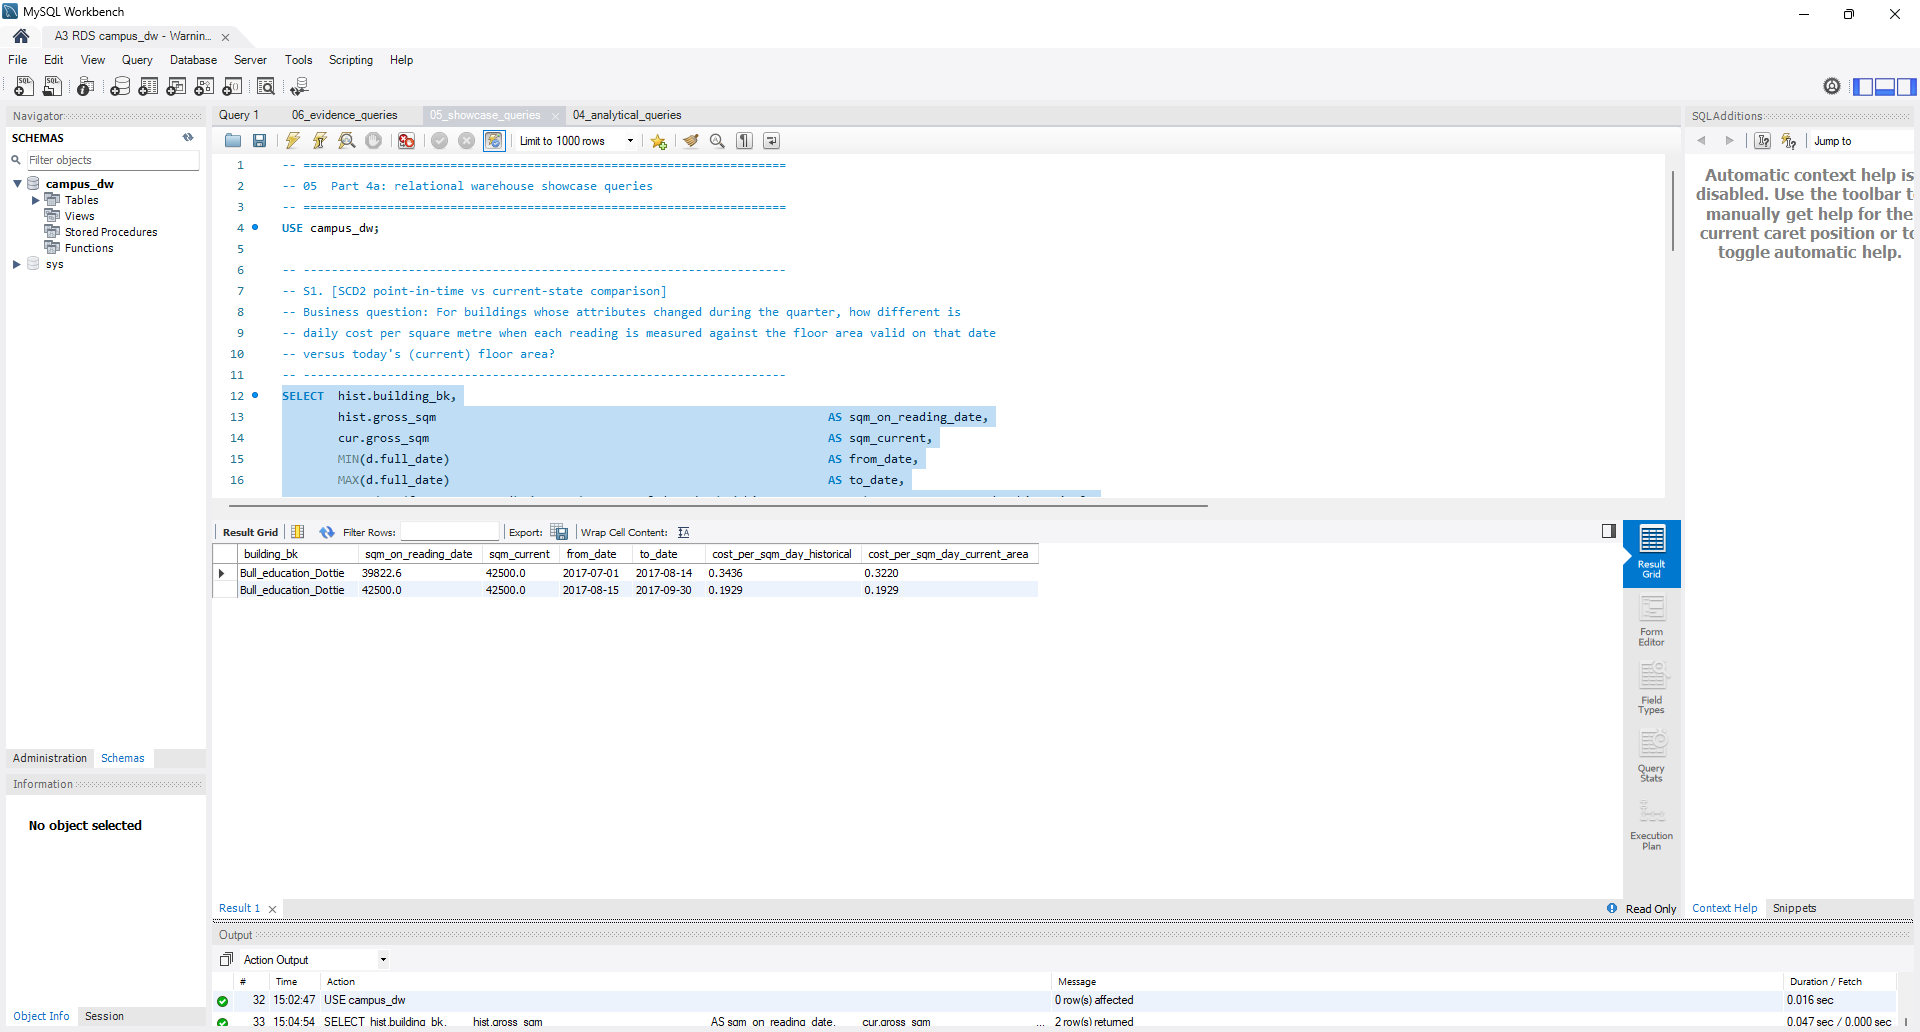 MySQL Workbench
A3 RDS campus_dw - Warnin...
File Edit View Query Database Server Tools Scripting Help
Navigator
SCHEMAS
Filter objects
campus_dw
Tables
Views
Stored Procedures
Functions
sys
Administration Schemas
Information
No object selected
Object Info Session
Query 1 06_evidence_queries 05_showcase_queries 04_analytical_queries
Limit to 1000 rows
1 -- =====================================================================
2 -- 05  Part 4a: relational warehouse showcase queries
3 -- =====================================================================
4 USE campus_dw;
5
6 -- ---------------------------------------------------------------------
7 -- S1. [SCD2 point-in-time vs current-state comparison]
8 -- Business question: For buildings whose attributes changed during the quarter, how different is
9 -- daily cost per square metre when each reading is measured against the floor area valid on that date
10 -- versus today's (current) floor area?
11 -- ---------------------------------------------------------------------
12 SELECT  hist.building_bk,
13 hist.gross_sqm AS sqm_on_reading_date,
14 cur.gross_sqm AS sqm_current,
15 MIN(d.full_date) AS from_date,
16 MAX(d.full_date) AS to_date,
Result Grid Filter Rows: Export: Wrap Cell Content:
building_bk sqm_on_reading_date sqm_current from_date to_date cost_per_sqm_day_historical cost_per_sqm_day_current_area
Bull_education_Dottie 39822.6 42500.0 2017-07-01 2017-08-14 0.3436 0.3220
Bull_education_Dottie 42500.0 42500.0 2017-08-15 2017-09-30 0.1929 0.1929
Result Grid
Form Editor
Field Types
Query Stats
Execution Plan
Result 1 Read Only
SQLAdditions
Jump to
Automatic context help is
disabled. Use the toolbar t
manually get help for the
current caret position or to
toggle automatic help.
Context Help Snippets
Output
Action Output
# Time Action Message Duration / Fetch
32 15:02:47 USE campus_dw 0 row(s) affected 0.016 sec
33 15:04:54 SELECT hist.building_bk, hist.gross_sqm AS sqm_on_reading_date, cur.gross_sqm ... 2 row(s) returned 0.047 sec / 0.000 sec